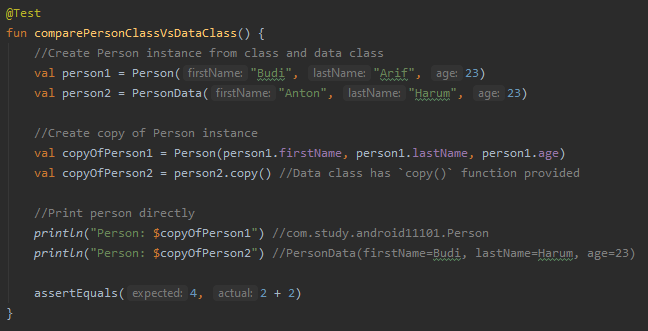 @Test
fun comparePersonClassVsDataClass() {
//Create Person instance from class and data class
val person1 = Person( firstName: "Budi", lastName: "Arif", age: 23)
val person2 = PersonData( firstName: "Anton", lastName: "Harum", age: 23)
//Create copy of Person instance
val copyOfPerson1 = Person(person1.firstName, person1.lastName, person1.age)
val copyOfPerson2 = person2.copy() //Data class has `copy()` function provided
//Print person directly
println("Person: $copyOfPerson1") //com.study.android11101.Person
println("Person: $copyOfPerson2") //PersonData(firstName=Budi, lastName=Harum, age=23)
assertEquals( expected: 4, actual: 2 + 2)
}